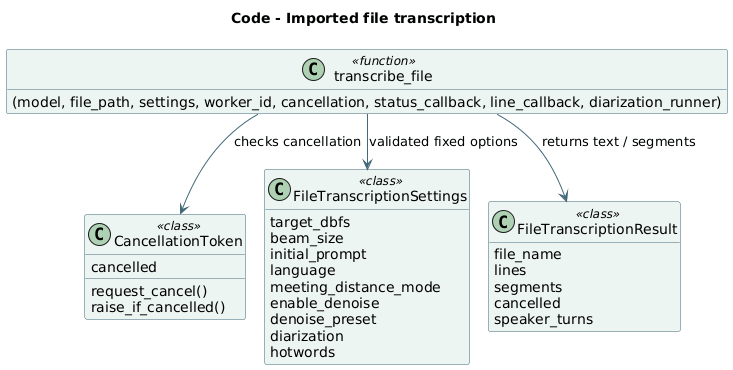 Code - Imported file transcription
C
«function»
transcribe_file
(model, file_path, settings, worker_id, cancellation, status_callback, line_callback, diarization_runner)
checks cancellation
validated fixed options
returns text / segments
C
«class»
CancellationToken
cancelled
request_cancel()
raise_if_cancelled()
C
«class»
FileTranscriptionSettings
target_dbfs
beam_size
initial_prompt
language
meeting_distance_mode
enable_denoise
denoise_preset
diarization
hotwords
C
«class»
FileTranscriptionResult
file_name
lines
segments
cancelled
speaker_turns